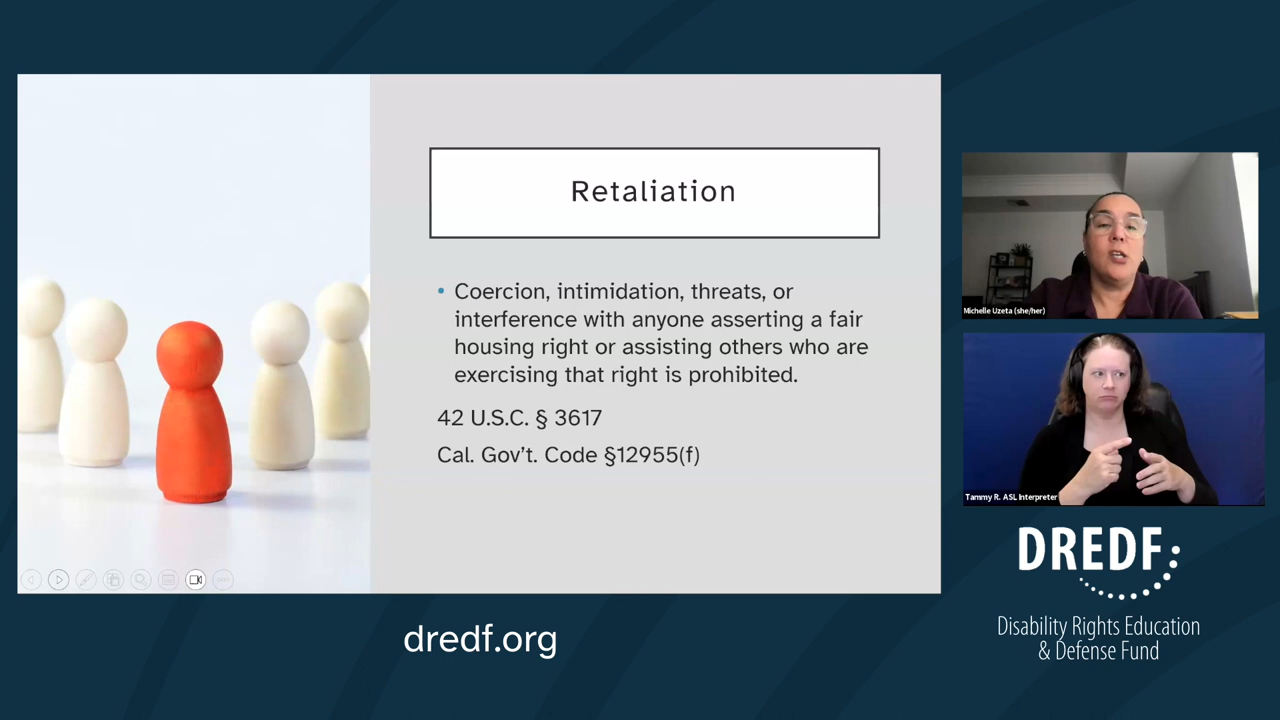 Retaliation
• Coercion, intimidation, threats, or
interference with anyone asserting a fair
housing right or assisting others who are
exercising that right is prohibited.
42 U.S.C. § 3617
Cal. Gov’t. Code §12955(f)
Michelle Uzeta (she/her)
Tammy R. ASL Interpreter
DREDF
Disability Rights Education
& Defense Fund
dredf.org